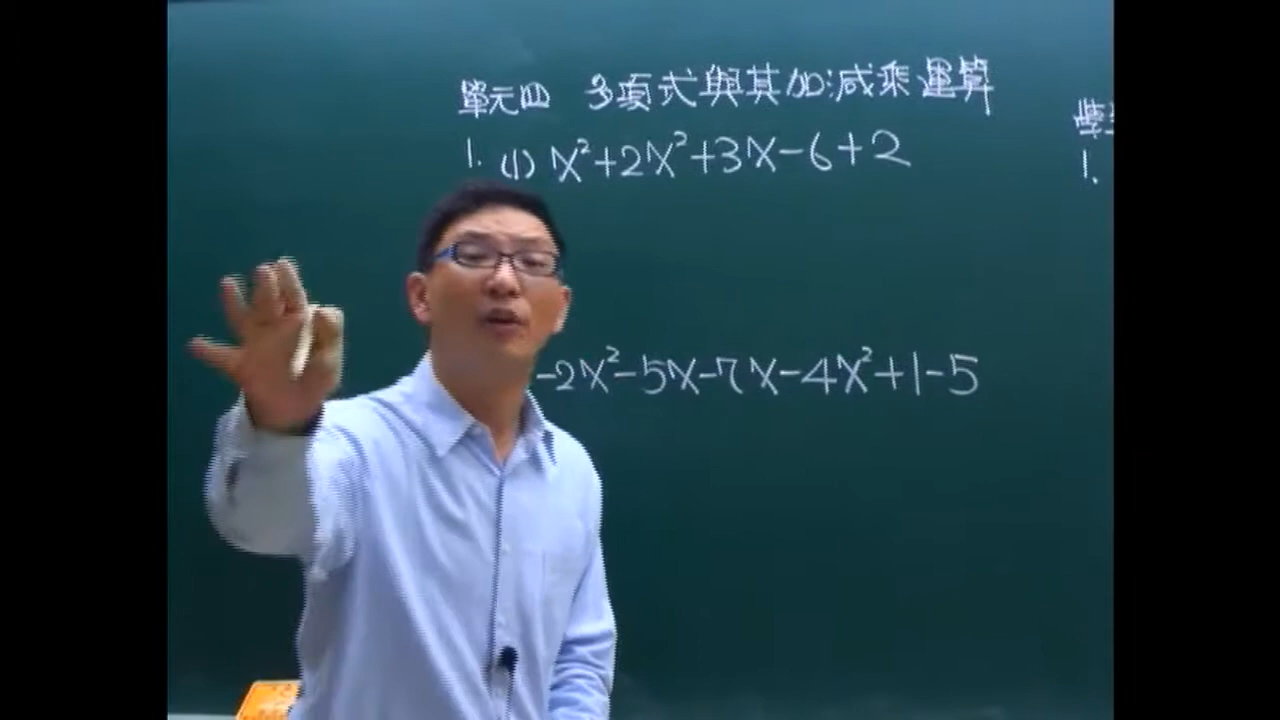 單元四 多項式與其加減乘運算
1. (1) x²+2x²+3x-6+2
-2x²-5x-7x-4x²+1-5
學
1.